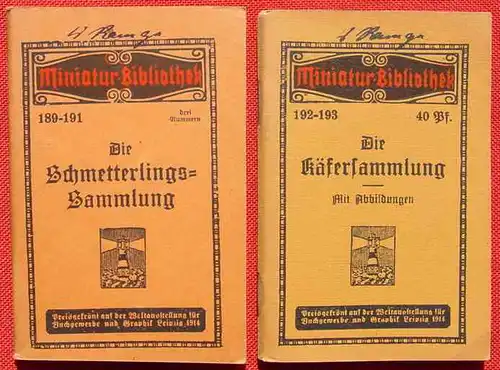 Miniatur-Bibliothek
189-191
drei
Nummern
Die
Schmetterlings=
Sammlung
Preisgekrönt auf der Weltausstellung für
Buchgewerbe und Graphik Leipzig 1914
Miniatur-Bibliothek
192-193
40 Pf.
Die
Käfersammlung
Mit Abbildungen
Preisgekrönt auf der Weltausstellung für
Buchgewerbe und Graphik Leipzig 1914